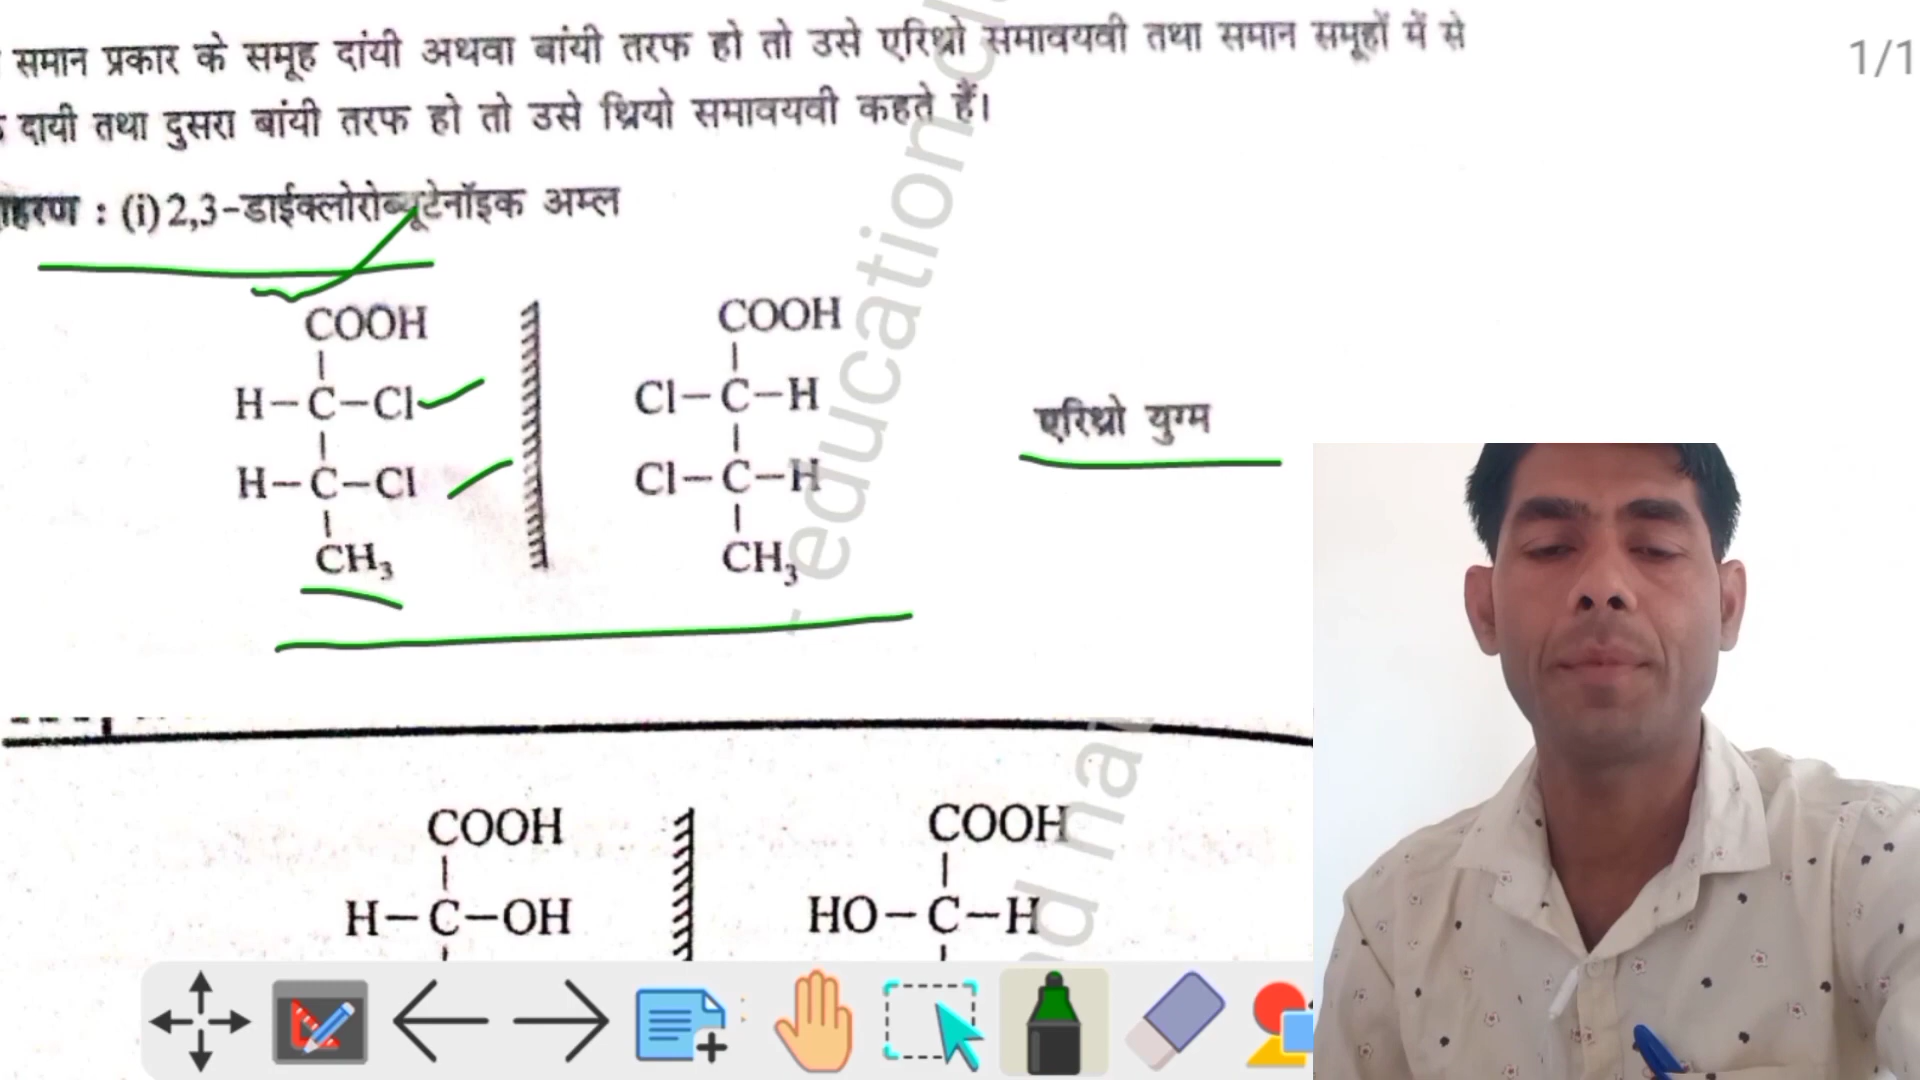 समान प्रकार के समूह दांयी अथवा बांयी तरफ हो तो उसे एरिथ्रो समावयवी तथा समान समूहों में से
दायी तथा दुसरा बांयी तरफ हो तो उसे थ्रियो समावयवी कहते हैं।
1/1
: (i) 2,3-डाईक्लोरोब्यूटेनॉइक अम्ल
COOH COOH
H-C-Cl Cl-C-H
एरिथ्रो युग्म
H-C-Cl Cl-C-H
CH₃ CH₃
- education
COOH COOH
H-C-OH HO-C-H